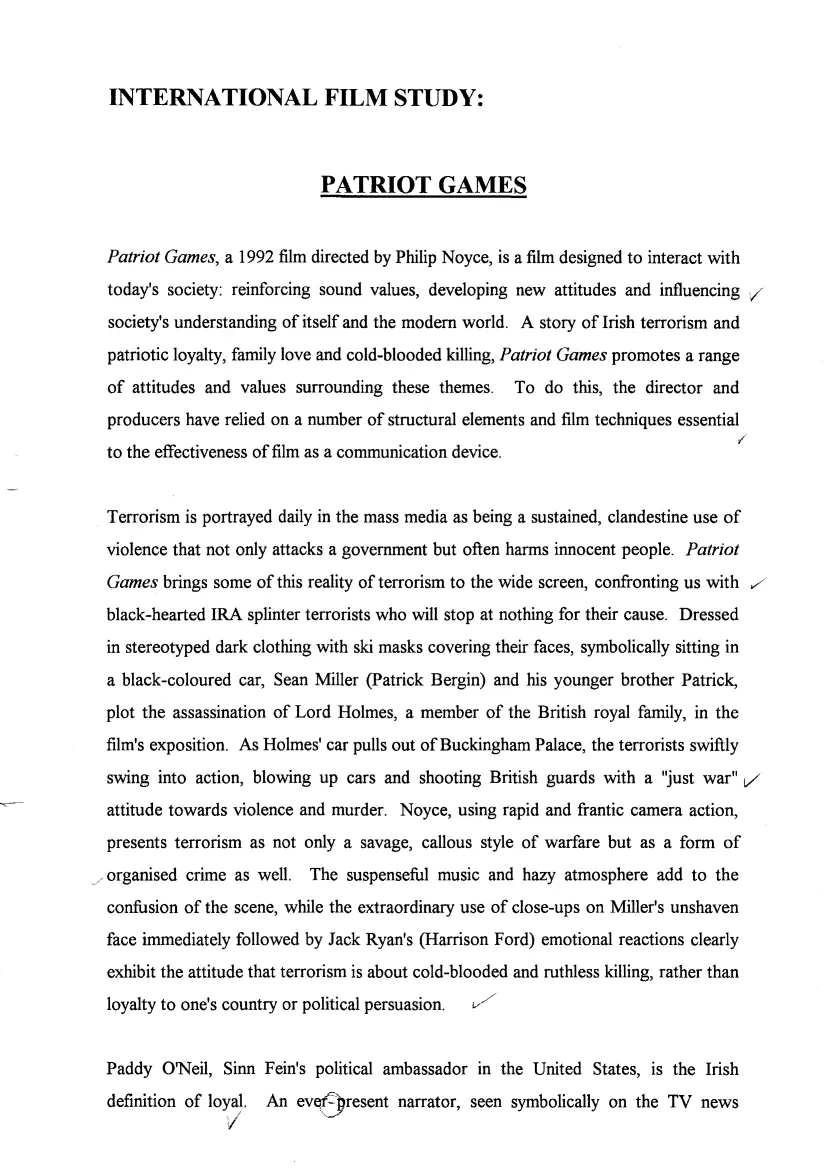 INTERNATIONAL FILM STUDY:
PATRIOT GAMES
Patriot Games, a 1992 film directed by Philip Noyce, is a film designed to interact with
today's society: reinforcing sound values, developing new attitudes and influencing
society's understanding of itself and the modern world. A story of Irish terrorism and
patriotic loyalty, family love and cold-blooded killing, Patriot Games promotes a range
of attitudes and values surrounding these themes. To do this, the director and
producers have relied on a number of structural elements and film techniques essential
to the effectiveness of film as a communication device.
Terrorism is portrayed daily in the mass media as being a sustained, clandestine use of
violence that not only attacks a government but often harms innocent people. Patriot
Games brings some of this reality of terrorism to the wide screen, confronting us with
black-hearted IRA splinter terrorists who will stop at nothing for their cause. Dressed
in stereotyped dark clothing with ski masks covering their faces, symbolically sitting in
a black-coloured car, Sean Miller (Patrick Bergin) and his younger brother Patrick,
plot the assassination of Lord Holmes, a member of the British royal family, in the
film's exposition. As Holmes' car pulls out of Buckingham Palace, the terrorists swiftly
swing into action, blowing up cars and shooting British guards with a "just war"
attitude towards violence and murder. Noyce, using rapid and frantic camera action,
presents terrorism as not only a savage, callous style of warfare but as a form of
organised crime as well. The suspenseful music and hazy atmosphere add to the
confusion of the scene, while the extraordinary use of close-ups on Miller's unshaven
face immediately followed by Jack Ryan's (Harrison Ford) emotional reactions clearly
exhibit the attitude that terrorism is about cold-blooded and ruthless killing, rather than
loyalty to one's country or political persuasion.
Paddy O'Neil, Sinn Fein's political ambassador in the United States, is the Irish
definition of loyal. An ever-present narrator, seen symbolically on the TV news